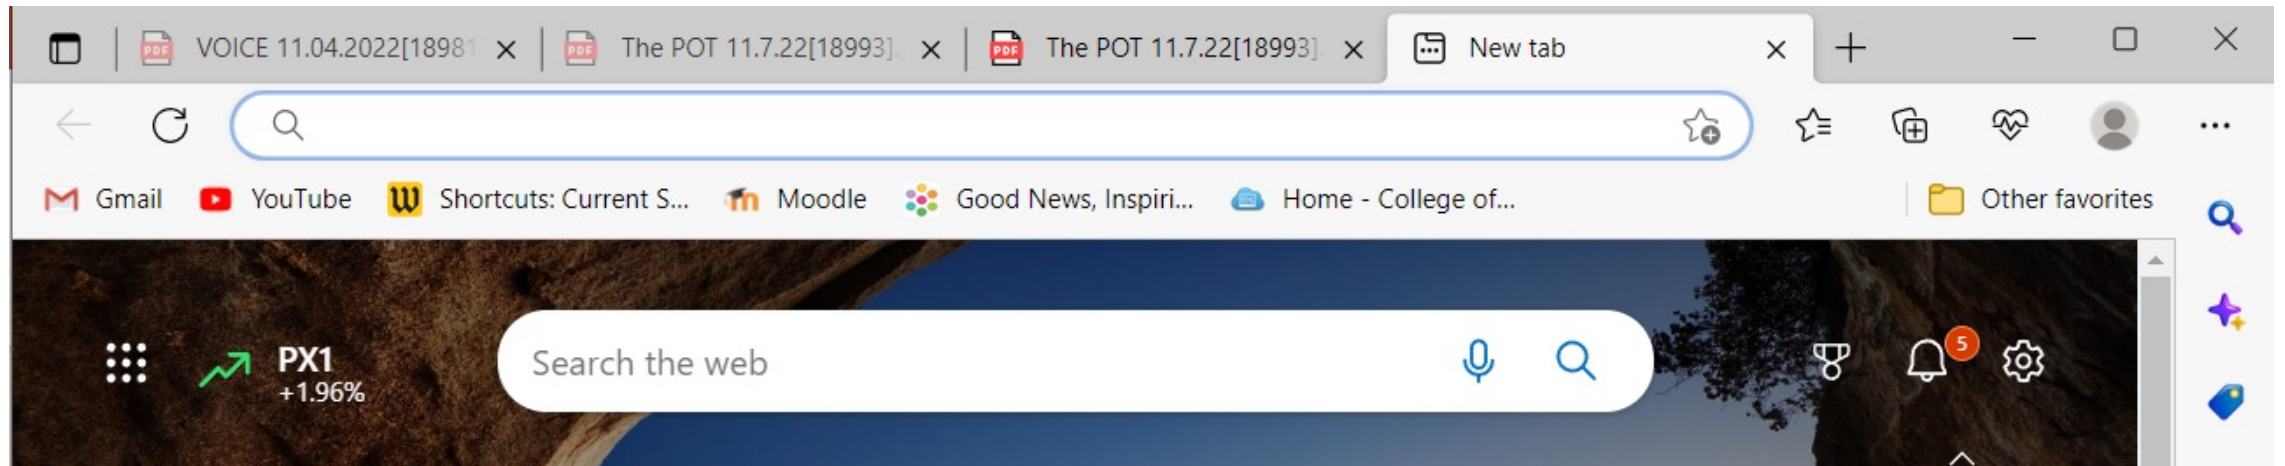 VOICE 11.04.2022[18981 The POT 11.7.22[18993]. The POT 11.7.22[18993]. New tab
Gmail YouTube Shortcuts: Current S... Moodle Good News, Inspiri... Home - College of... Other favorites
PX1
+1.96%
Search the web
5